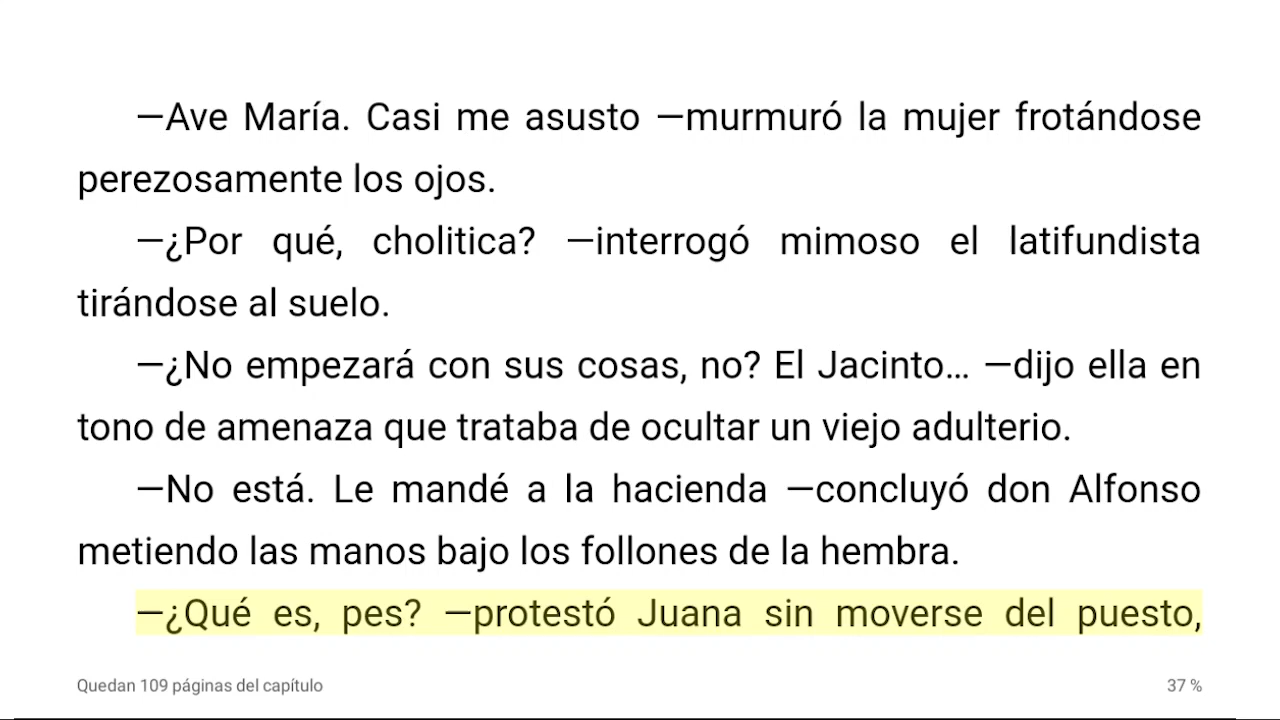 —Ave María. Casi me asusto —murmuró la mujer frotándose
perezosamente los ojos.
—¿Por qué, cholitica? —interrogó mimoso el latifundista
tirándose al suelo.
—¿No empezará con sus cosas, no? El Jacinto… —dijo ella en
tono de amenaza que trataba de ocultar un viejo adulterio.
—No está. Le mandé a la hacienda —concluyó don Alfonso
metiendo las manos bajo los follones de la hembra.
—¿Qué es, pes? —protestó Juana sin moverse del puesto,
Quedan 109 páginas del capítulo
37 %